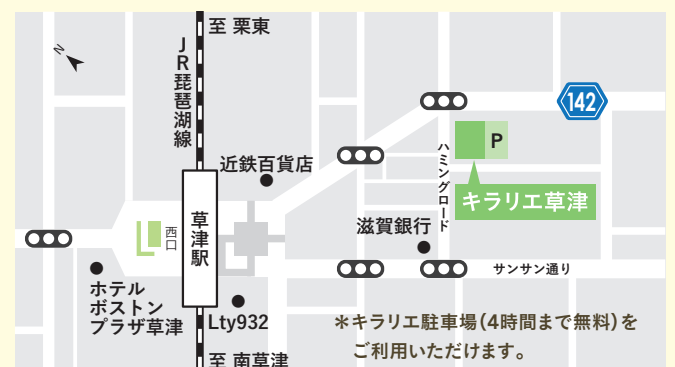 至 栗東
N
JR琵琶湖線
142
近鉄百貨店
P
ハミングロード
キラリエ草津
滋賀銀行
西口
草津駅
サンサン通り
ホテル
ボストン
プラザ草津
Lty932
＊キラリエ駐車場(4時間まで無料)を
ご利用いただけます。
至 南草津